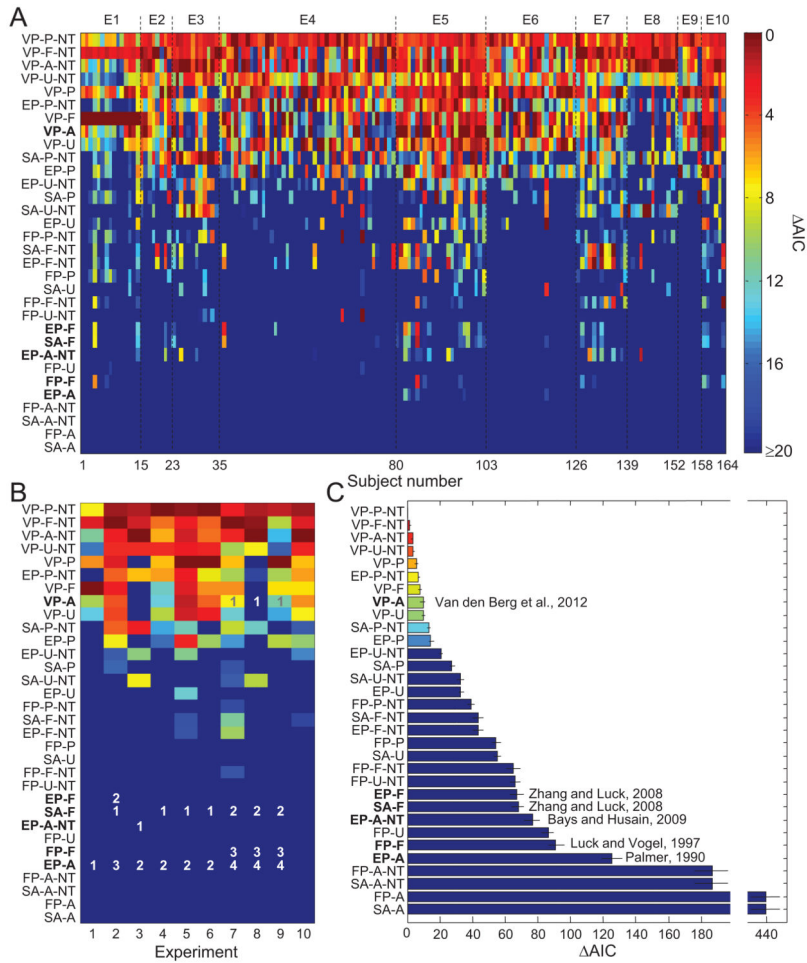 A
E1 E2 E3 E4 E5 E6 E7 E8 E9 E10
VP-P-NT
VP-F-NT
VP-A-NT
VP-U-NT
VP-P
EP-P-NT
VP-F
VP-A
VP-U
SA-P-NT
EP-P
EP-U-NT
SA-P
SA-U-NT
EP-U
FP-P-NT
SA-F-NT
EP-F-NT
FP-P
SA-U
FP-F-NT
FP-U-NT
EP-F
SA-F
EP-A-NT
FP-U
FP-F
EP-A
FP-A-NT
SA-A-NT
FP-A
SA-A
1 15 23 35 80 103 126 139 152 158 164
Subject number
0
4
8
12
16
≥20
ΔAIC
B
VP-P-NT
VP-F-NT
VP-A-NT
VP-U-NT
VP-P
EP-P-NT
VP-F
VP-A 1 1 1
VP-U
SA-P-NT
EP-P
EP-U-NT
SA-P
SA-U-NT
EP-U
FP-P-NT
SA-F-NT
EP-F-NT
FP-P
SA-U
FP-F-NT
FP-U-NT
EP-F 2
SA-F 1 1 1 1 2 2 2
EP-A-NT 1
FP-U
FP-F 3 3 3
EP-A 1 3 2 2 2 2 4 4 4
FP-A-NT
SA-A-NT
FP-A
SA-A
1 2 3 4 5 6 7 8 9 10
Experiment
C
VP-P-NT
VP-F-NT
VP-A-NT
VP-U-NT
VP-P
EP-P-NT
VP-F
VP-A Van den Berg et al., 2012
VP-U
SA-P-NT
EP-P
EP-U-NT
SA-P
SA-U-NT
EP-U
FP-P-NT
SA-F-NT
EP-F-NT
FP-P
SA-U
FP-F-NT
FP-U-NT
EP-F Zhang and Luck, 2008
SA-F Zhang and Luck, 2008
EP-A-NT Bays and Husain, 2009
FP-U
FP-F Luck and Vogel, 1997
EP-A Palmer, 1990
FP-A-NT
SA-A-NT
FP-A
SA-A
0 20 40 60 80 100 120 140 160 440
ΔAIC